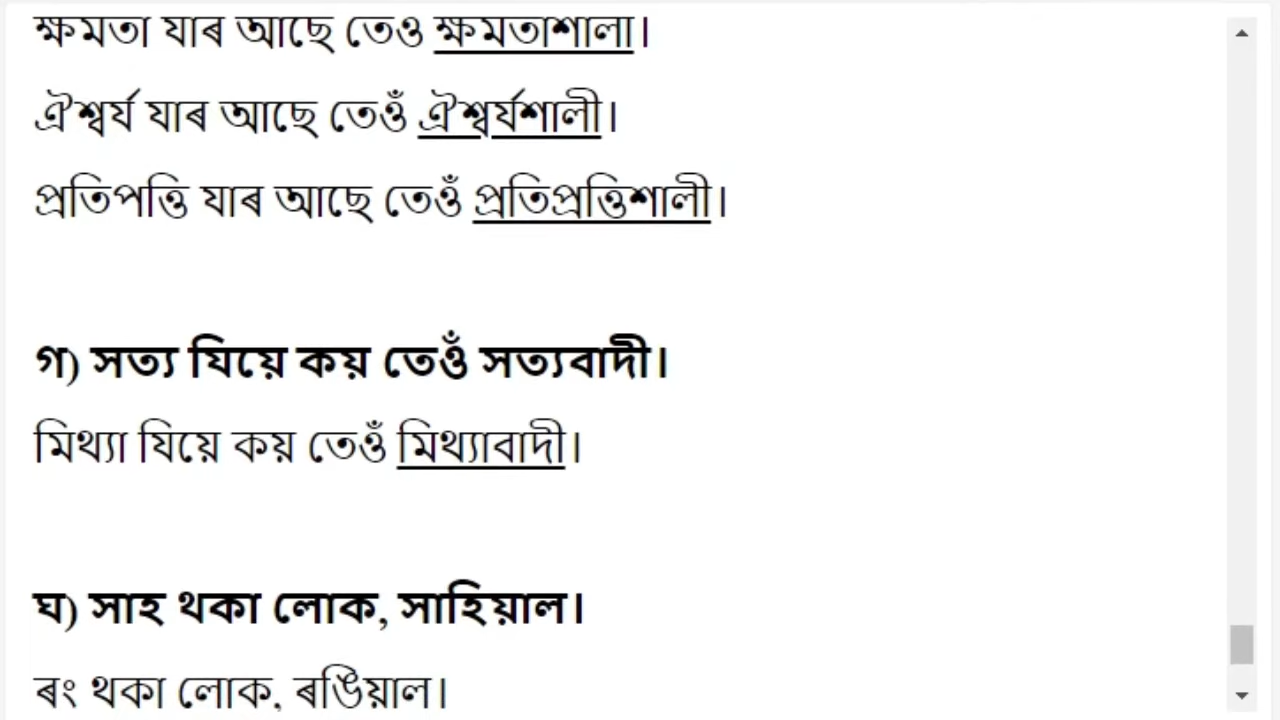 ক্ষমতা যাৰ আছে তেওঁ ক্ষমতাশালী।
ঐশ্বৰ্য যাৰ আছে তেওঁ ঐশ্বৰ্যশালী।
প্ৰতিপত্তি যাৰ আছে তেওঁ প্ৰতিপ্ৰত্তিশালী।
গ) সত্য যিয়ে কয় তেওঁ সত্যবাদী।
মিথ্যা যিয়ে কয় তেওঁ মিথ্যাবাদী।
ঘ) সাহ থকা লোক, সাহিয়াল।
ৰং থকা লোক, ৰঙিয়াল।